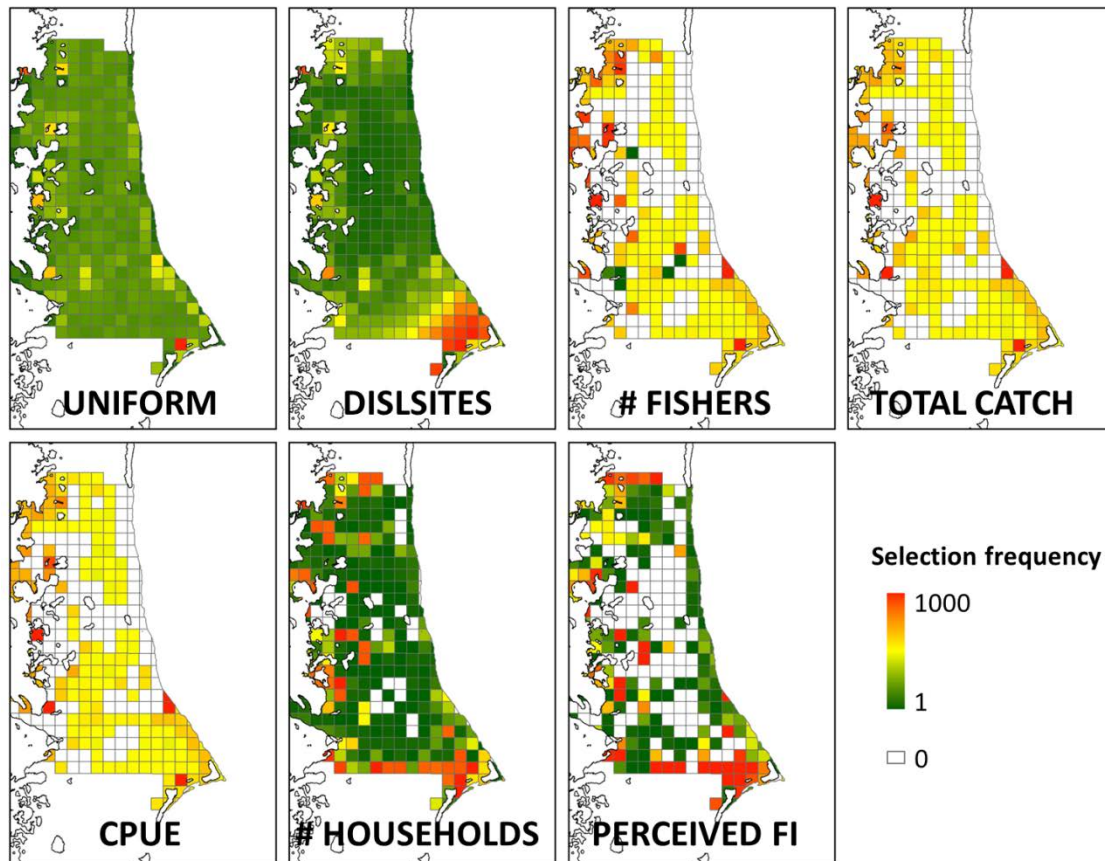 UNIFORM
DISLSITES
# FISHERS
TOTAL CATCH
CPUE
# HOUSEHOLDS
PERCEIVED FI
Selection frequency
1000
1
0